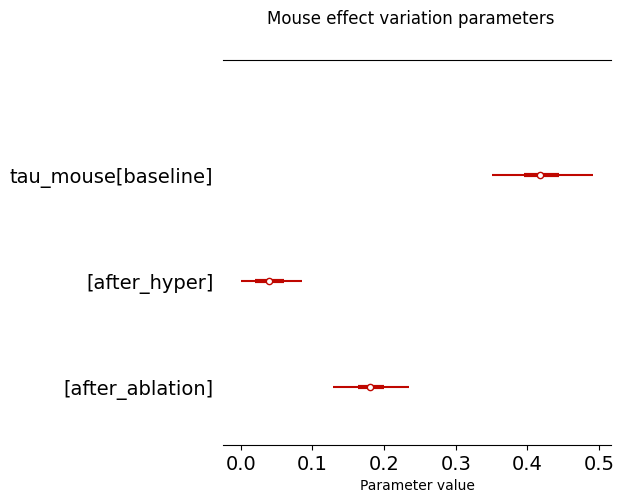 Mouse effect variation parameters
tau_mouse[baseline]
[after_hyper]
[after_ablation]
0.0 0.1 0.2 0.3 0.4 0.5
Parameter value